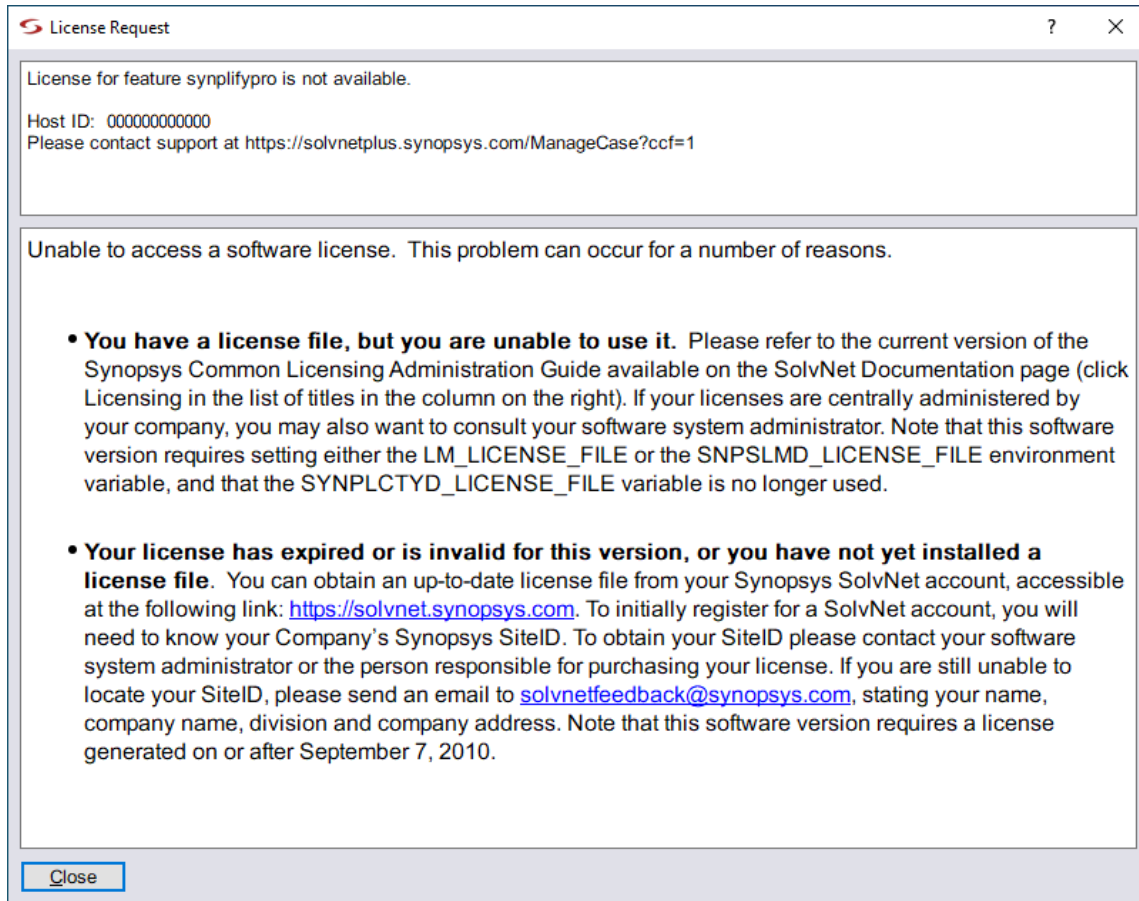 License Request
License for feature synplifypro is not available.
Host ID: 000000000000
Please contact support at https://solvnetplus.synopsys.com/ManageCase?ccf=1
Unable to access a software license. This problem can occur for a number of reasons.
• You have a license file, but you are unable to use it. Please refer to the current version of the
Synopsys Common Licensing Administration Guide available on the SolvNet Documentation page (click
Licensing in the list of titles in the column on the right). If your licenses are centrally administered by
your company, you may also want to consult your software system administrator. Note that this software
version requires setting either the LM_LICENSE_FILE or the SNPSLMD_LICENSE_FILE environment
variable, and that the SYNPLCTYD_LICENSE_FILE variable is no longer used.
• Your license has expired or is invalid for this version, or you have not yet installed a
license file. You can obtain an up-to-date license file from your Synopsys SolvNet account, accessible
at the following link: https://solvnet.synopsys.com. To initially register for a SolvNet account, you will
need to know your Company's Synopsys SiteID. To obtain your SiteID please contact your software
system administrator or the person responsible for purchasing your license. If you are still unable to
locate your SiteID, please send an email to solvnetfeedback@synopsys.com, stating your name,
company name, division and company address. Note that this software version requires a license
generated on or after September 7, 2010.
Close